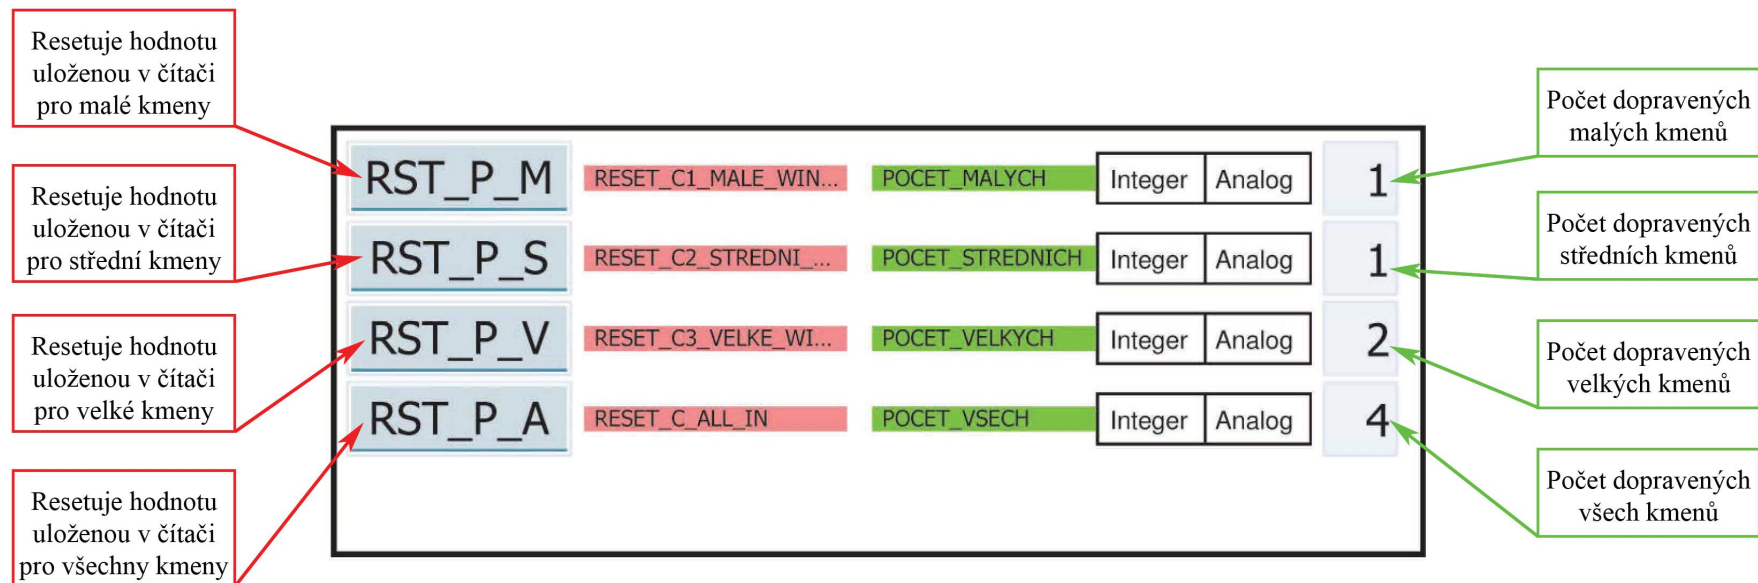 Resetuje hodnotu
uloženou v čítači
pro malé kmeny
Resetuje hodnotu
uloženou v čítači
pro střední kmeny
Resetuje hodnotu
uloženou v čítači
pro velké kmeny
Resetuje hodnotu
uloženou v čítači
pro všechny kmeny
RST_P_M RESET_C1_MALE_WIN... POCET_MALYCH Integer Analog 1
RST_P_S RESET_C2_STREDNI_... POCET_STREDNICH Integer Analog 1
RST_P_V RESET_C3_VELKE_WI... POCET_VELKYCH Integer Analog 2
RST_P_A RESET_C_ALL_IN POCET_VSECH Integer Analog 4
Počet dopravených
malých kmenů
Počet dopravených
středních kmenů
Počet dopravených
velkých kmenů
Počet dopravených
všech kmenů